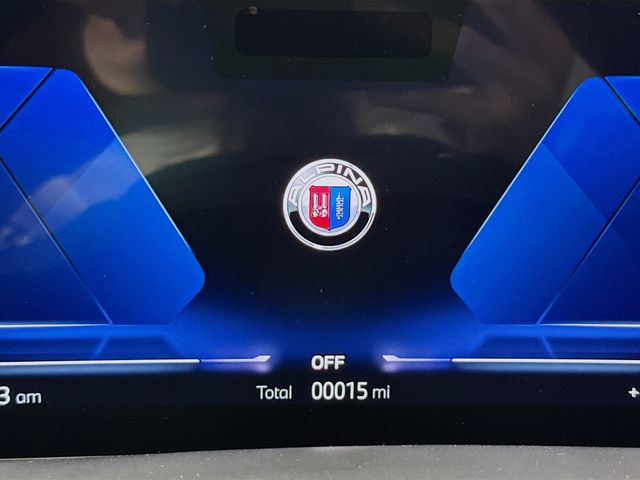 ALPINA
OFF
3 am
Total 00015 mi
+